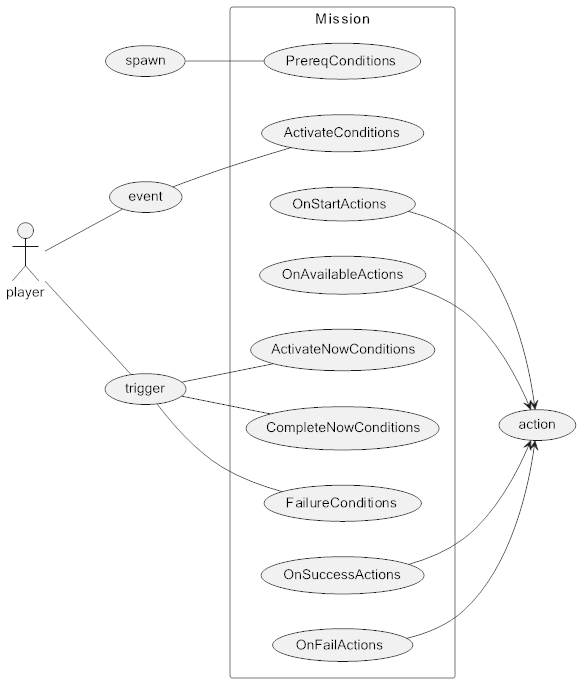 Mission
spawn
PrereqConditions
ActivateConditions
event
OnStartActions
OnAvailableActions
player
ActivateNowConditions
trigger
CompleteNowConditions
action
FailureConditions
OnSuccessActions
OnFailActions